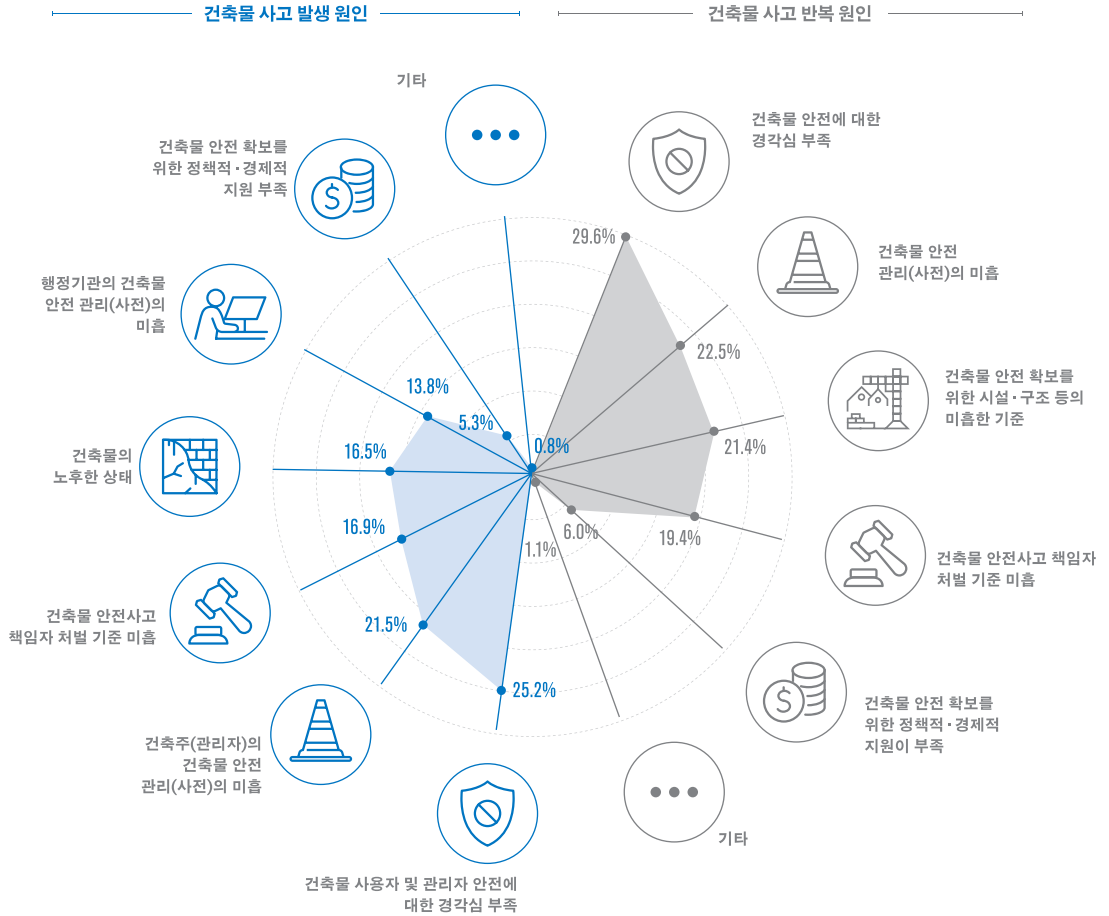 건축물 사고 발생 원인
건축물 사고 반복 원인
기타
건축물 안전 확보를
위한 정책적·경제적
지원 부족
행정기관의 건축물
안전 관리(사전)의
미흡
건축물의
노후한 상태
건축물 안전사고
책임자 처벌 기준 미흡
건축주(관리자)의
건축물 안전
관리(사전)의 미흡
건축물 사용자 및 관리자 안전에
대한 경각심 부족
0.8%
5.3%
13.8%
16.5%
16.9%
21.5%
25.2%
건축물 안전에 대한
경각심 부족
건축물 안전
관리(사전)의 미흡
건축물 안전 확보를
위한 시설·구조 등의
미흡한 기준
건축물 안전사고 책임자
처벌 기준 미흡
건축물 안전 확보를
위한 정책적·경제적
지원이 부족
기타
29.6%
22.5%
21.4%
19.4%
6.0%
1.1%